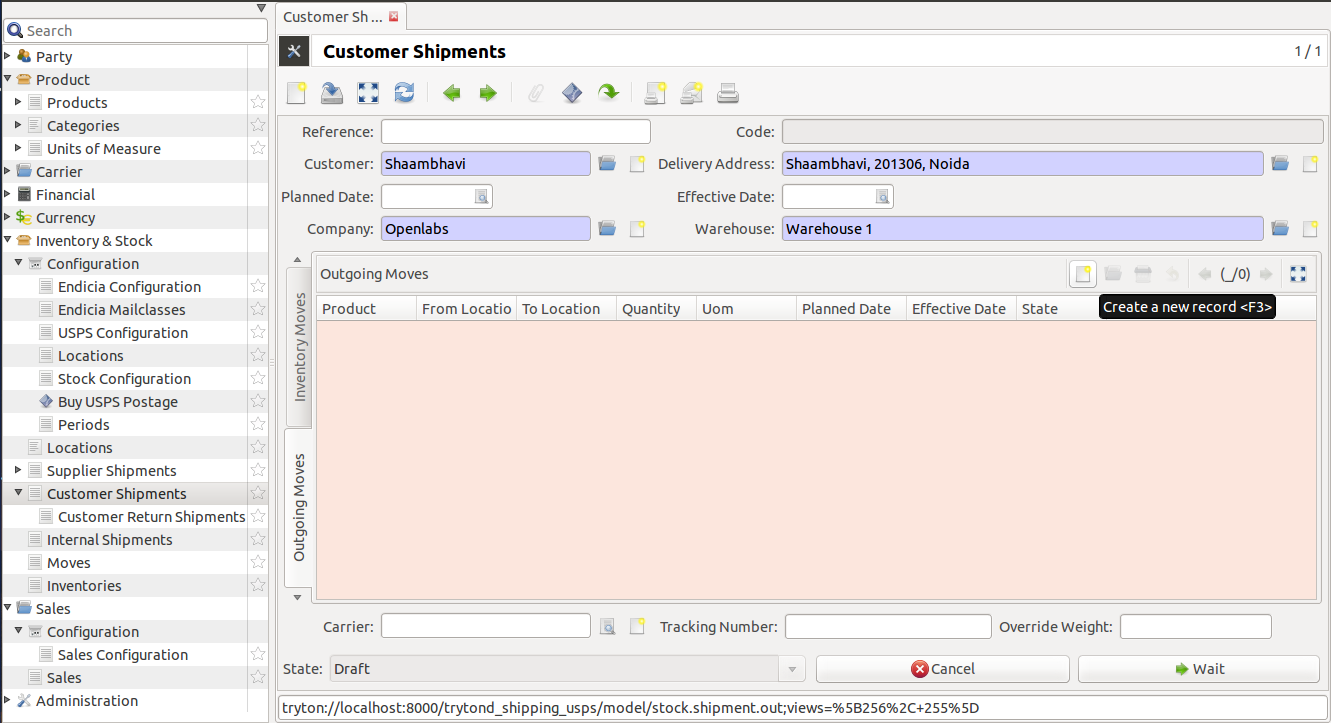 Customer Sh ...
Search
Customer Shipments
1 / 1
Party
Product
Products
Categories
Units of Measure
Carrier
Financial
Currency
Inventory & Stock
Configuration
Endicia Configuration
Endicia Mailclasses
USPS Configuration
Locations
Stock Configuration
Buy USPS Postage
Periods
Locations
Supplier Shipments
Customer Shipments
Customer Return Shipments
Internal Shipments
Moves
Inventories
Sales
Configuration
Sales Configuration
Sales
Administration
Reference: Code:
Customer: Shaambhavi Delivery Address: Shaambhavi, 201306, Noida
Planned Date: Effective Date:
Company: Openlabs Warehouse: Warehouse 1
Inventory Moves
Outgoing Moves
Outgoing Moves (_/0)
Product From Locatio To Location Quantity Uom Planned Date Effective Date State
Create a new record <F3>
Carrier: Tracking Number: Override Weight:
State: Draft Cancel Wait
tryton://localhost:8000/trytond_shipping_usps/model/stock.shipment.out;views=%5B256%2C+255%5D